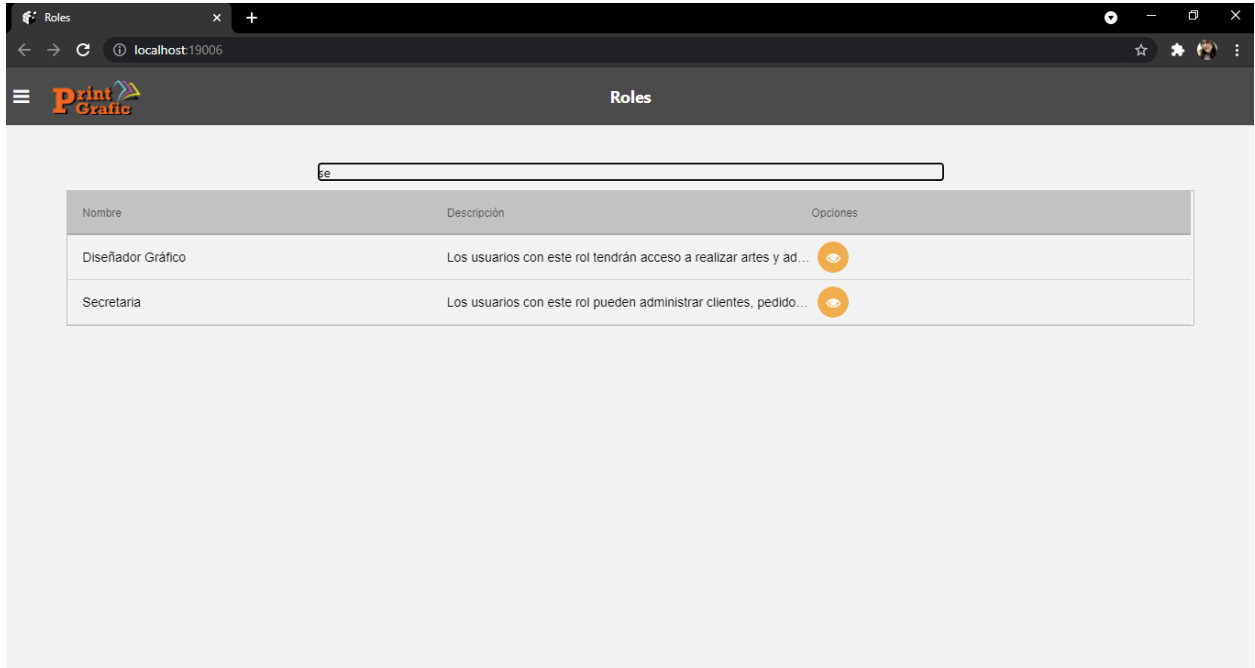 Roles
localhost:19006
Print Grafic
Roles
se
Nombre Descripción Opciones
Diseñador Gráfico Los usuarios con este rol tendrán acceso a realizar artes y ad…
Secretaria Los usuarios con este rol pueden administrar clientes, pedido…